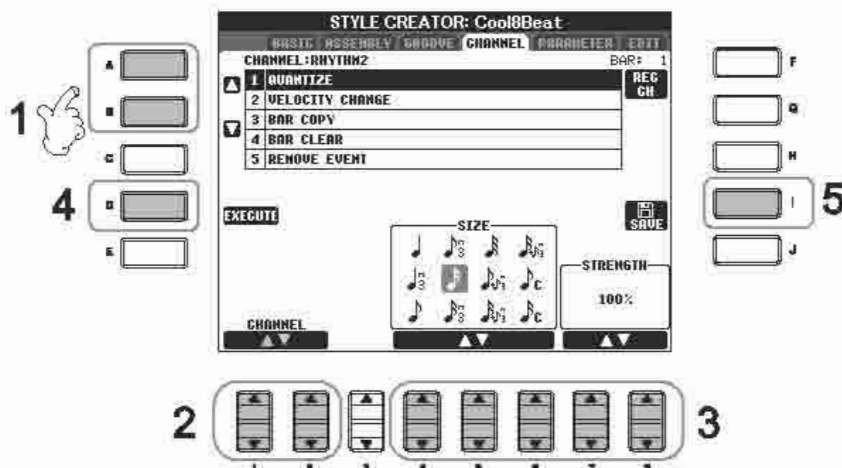 STYLE CREATOR: Cool8Beat
BASIC ASSEMBLY GROOVE CHANNEL PARAMETER EDIT
CHANNEL:RHYTHM2 BAR: 1
1 QUANTIZE
REC CH
2 VELOCITY CHANGE
3 BAR COPY
4 BAR CLEAR
5 REMOVE EVENT
EXECUTE
SAVE
SIZE
STRENGTH
100%
CHANNEL
A
B
C
D
E
F
G
H
I
J
1
4
5
2
3